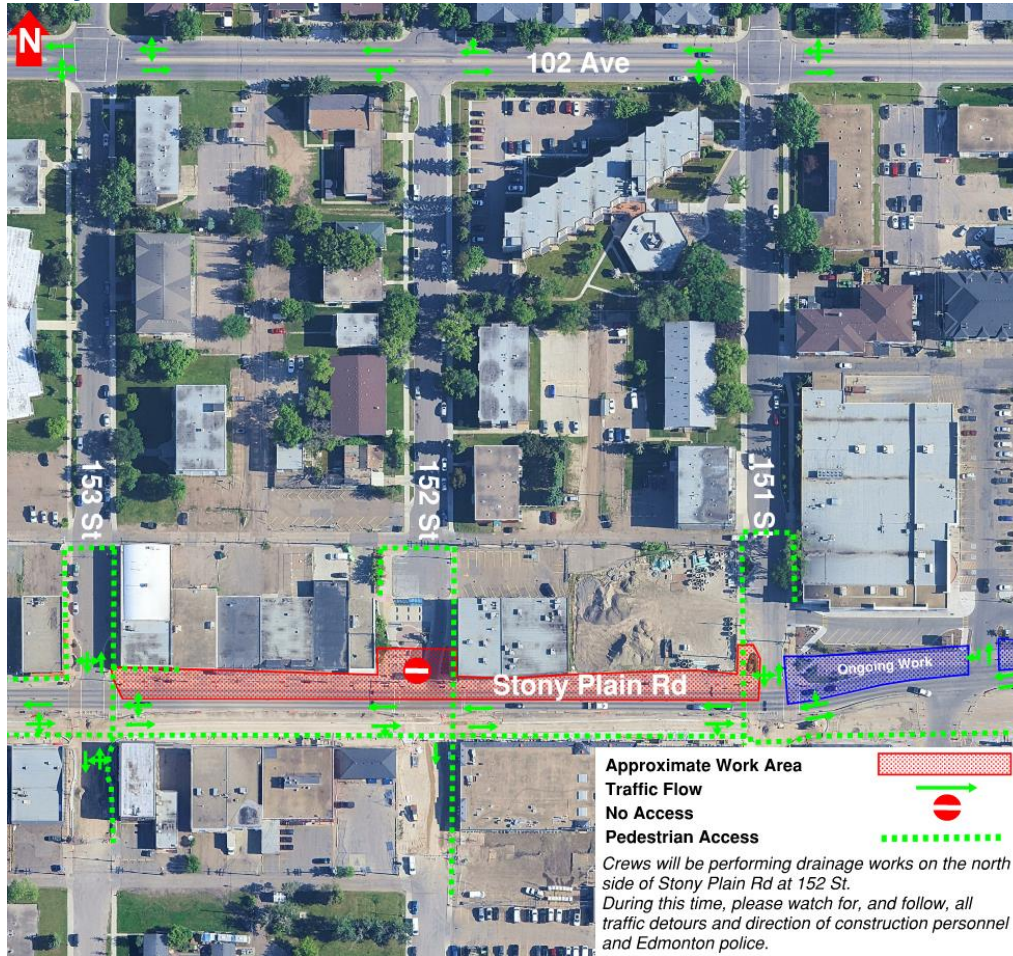 N
102 Ave
153 St
152 St
151 S
Ongoing Work
Stony Plain Rd
Approximate Work Area
Traffic Flow
No Access
Pedestrian Access
Crews will be performing drainage works on the north
side of Stony Plain Rd at 152 St.
During this time, please watch for, and follow, all
traffic detours and direction of construction personnel
and Edmonton police.